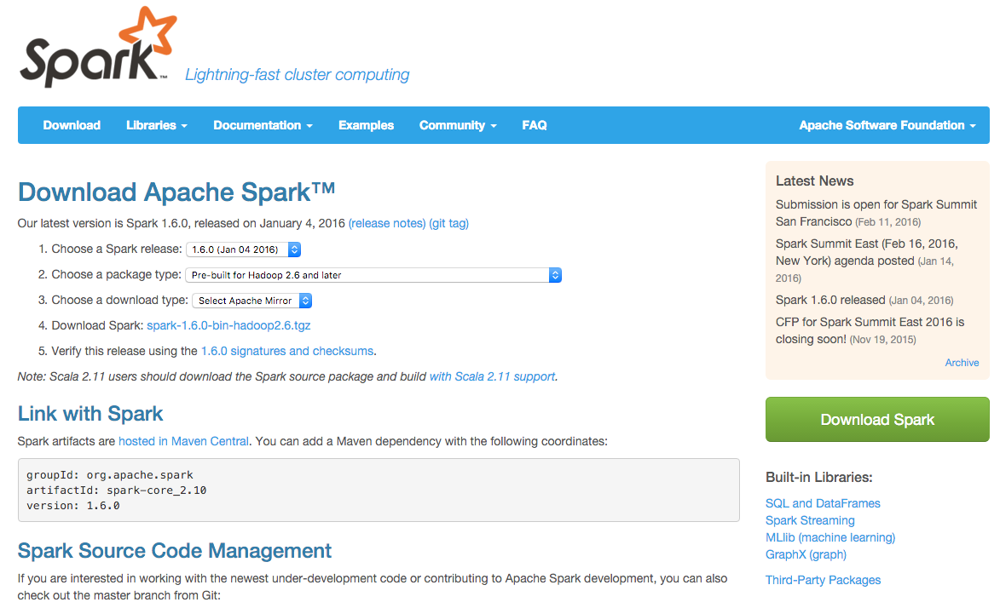 Spark™
Lightning-fast cluster computing
Download
Libraries
Documentation
Examples
Community
FAQ
Apache Software Foundation
Download Apache Spark™
Our latest version is Spark 1.6.0, released on January 4, 2016 (release notes) (git tag)
1. Choose a Spark release: 1.6.0 (Jan 04 2016)
2. Choose a package type: Pre-built for Hadoop 2.6 and later
3. Choose a download type: Select Apache Mirror
4. Download Spark: spark-1.6.0-bin-hadoop2.6.tgz
5. Verify this release using the 1.6.0 signatures and checksums.
Note: Scala 2.11 users should download the Spark source package and build with Scala 2.11 support.
Link with Spark
Spark artifacts are hosted in Maven Central. You can add a Maven dependency with the following coordinates:
groupId: org.apache.spark
artifactId: spark-core_2.10
version: 1.6.0
Spark Source Code Management
If you are interested in working with the newest under-development code or contributing to Apache Spark development, you can also
check out the master branch from Git:
Latest News
Submission is open for Spark Summit
San Francisco (Feb 11, 2016)
Spark Summit East (Feb 16, 2016,
New York) agenda posted (Jan 14,
2016)
Spark 1.6.0 released (Jan 04, 2016)
CFP for Spark Summit East 2016 is
closing soon! (Nov 19, 2015)
Archive
Download Spark
Built-in Libraries:
SQL and DataFrames
Spark Streaming
MLlib (machine learning)
GraphX (graph)
Third-Party Packages